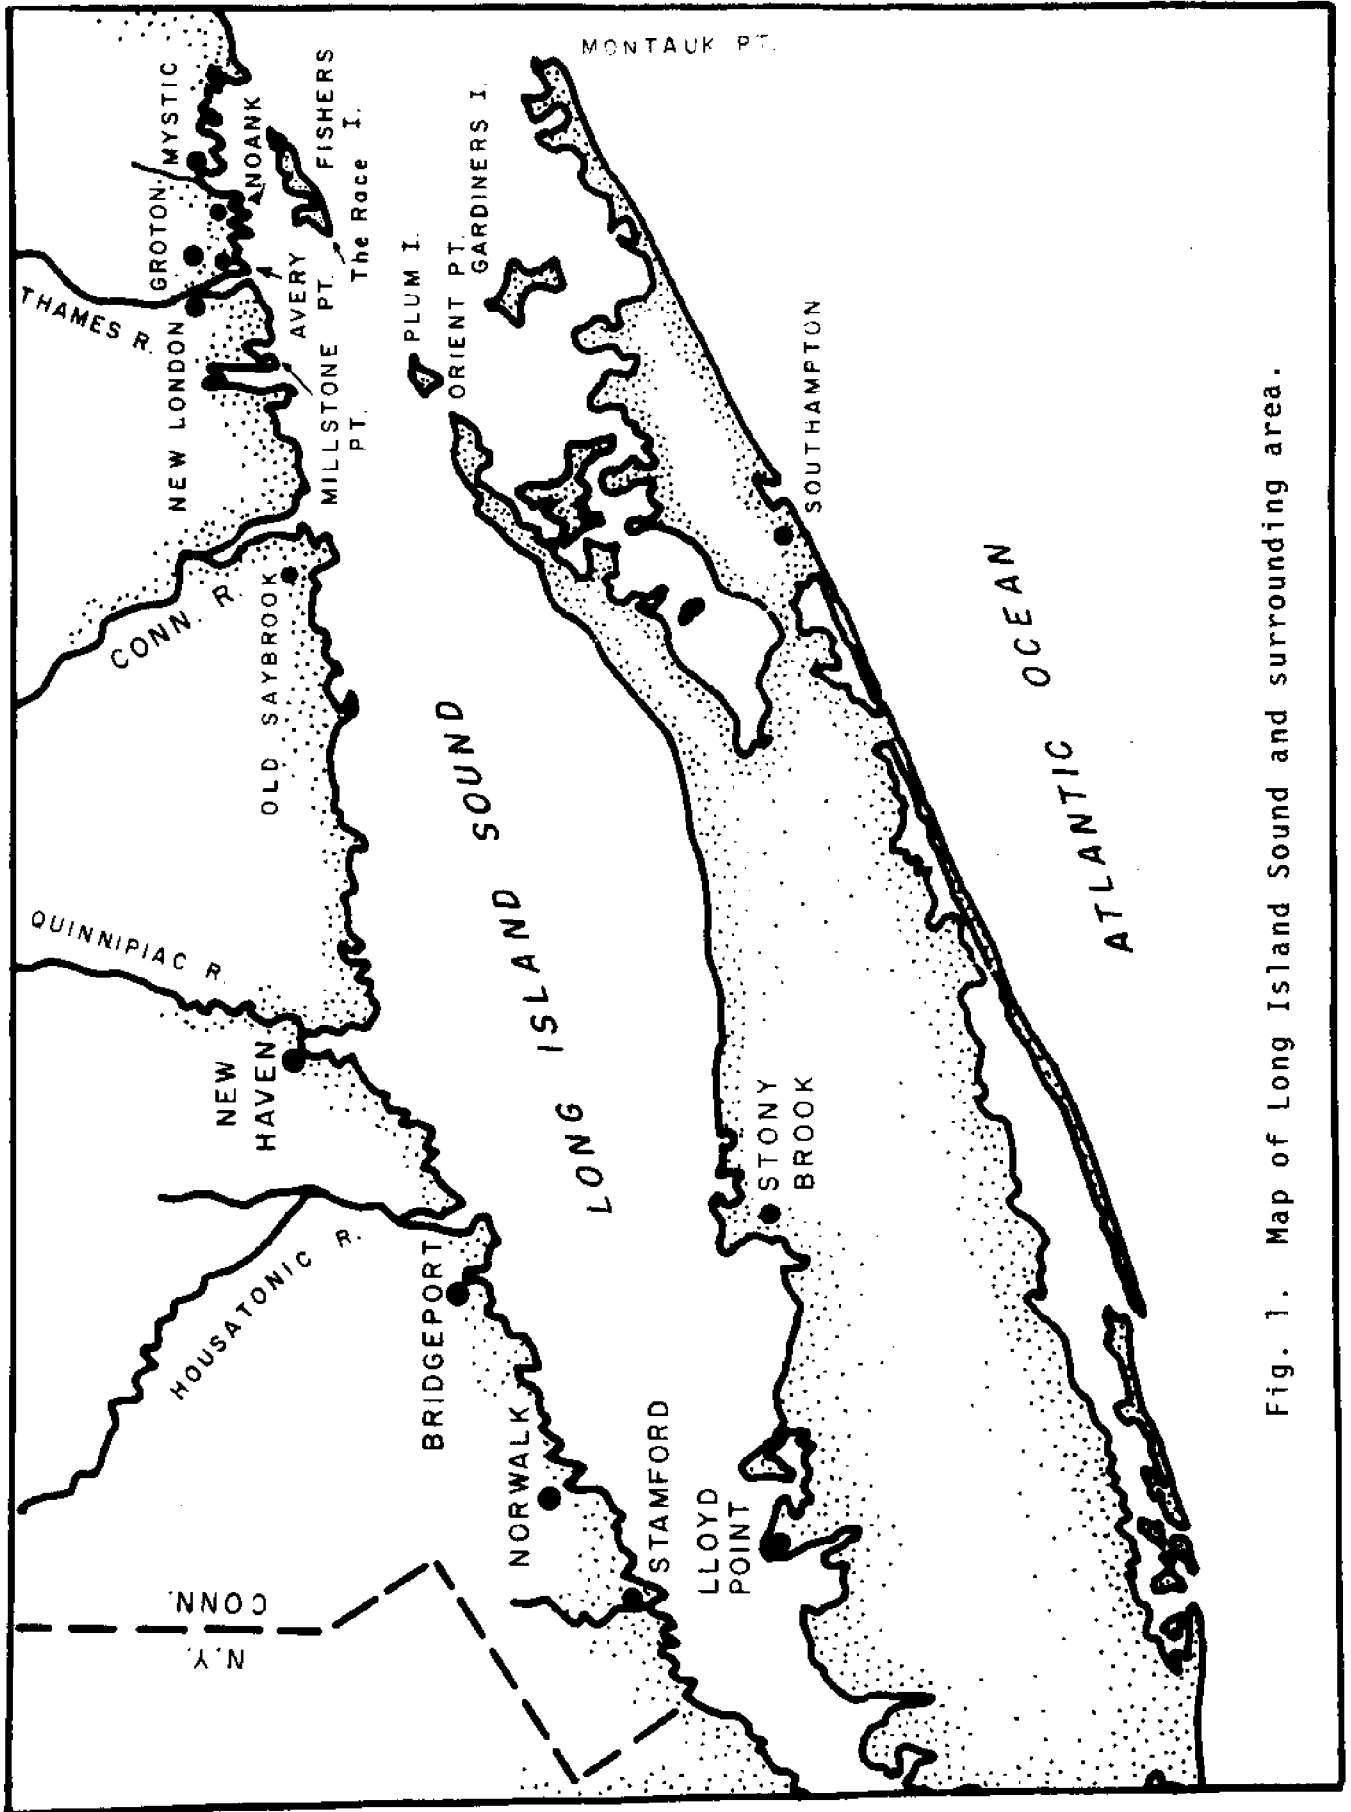 MONTAUK PT.
MYSTIC
NOANK
FISHERS
I.
The Race
GROTON
THAMES R.
AVERY
PT.
NEW LONDON
MILLSTONE
PT.
PLUM I.
ORIENT PT.
GARDINERS I.
SOUTHAMPTON
CONN. R.
OLD SAYBROOK
QUINNIPIAC R.
NEW
HAVEN
LONG ISLAND SOUND
ATLANTIC OCEAN
STONY
BROOK
HOUSATONIC R.
BRIDGEPORT
NORWALK
STAMFORD
LLOYD
POINT
CONN.
N.Y.
Fig. 1. Map of Long Island Sound and surrounding area.